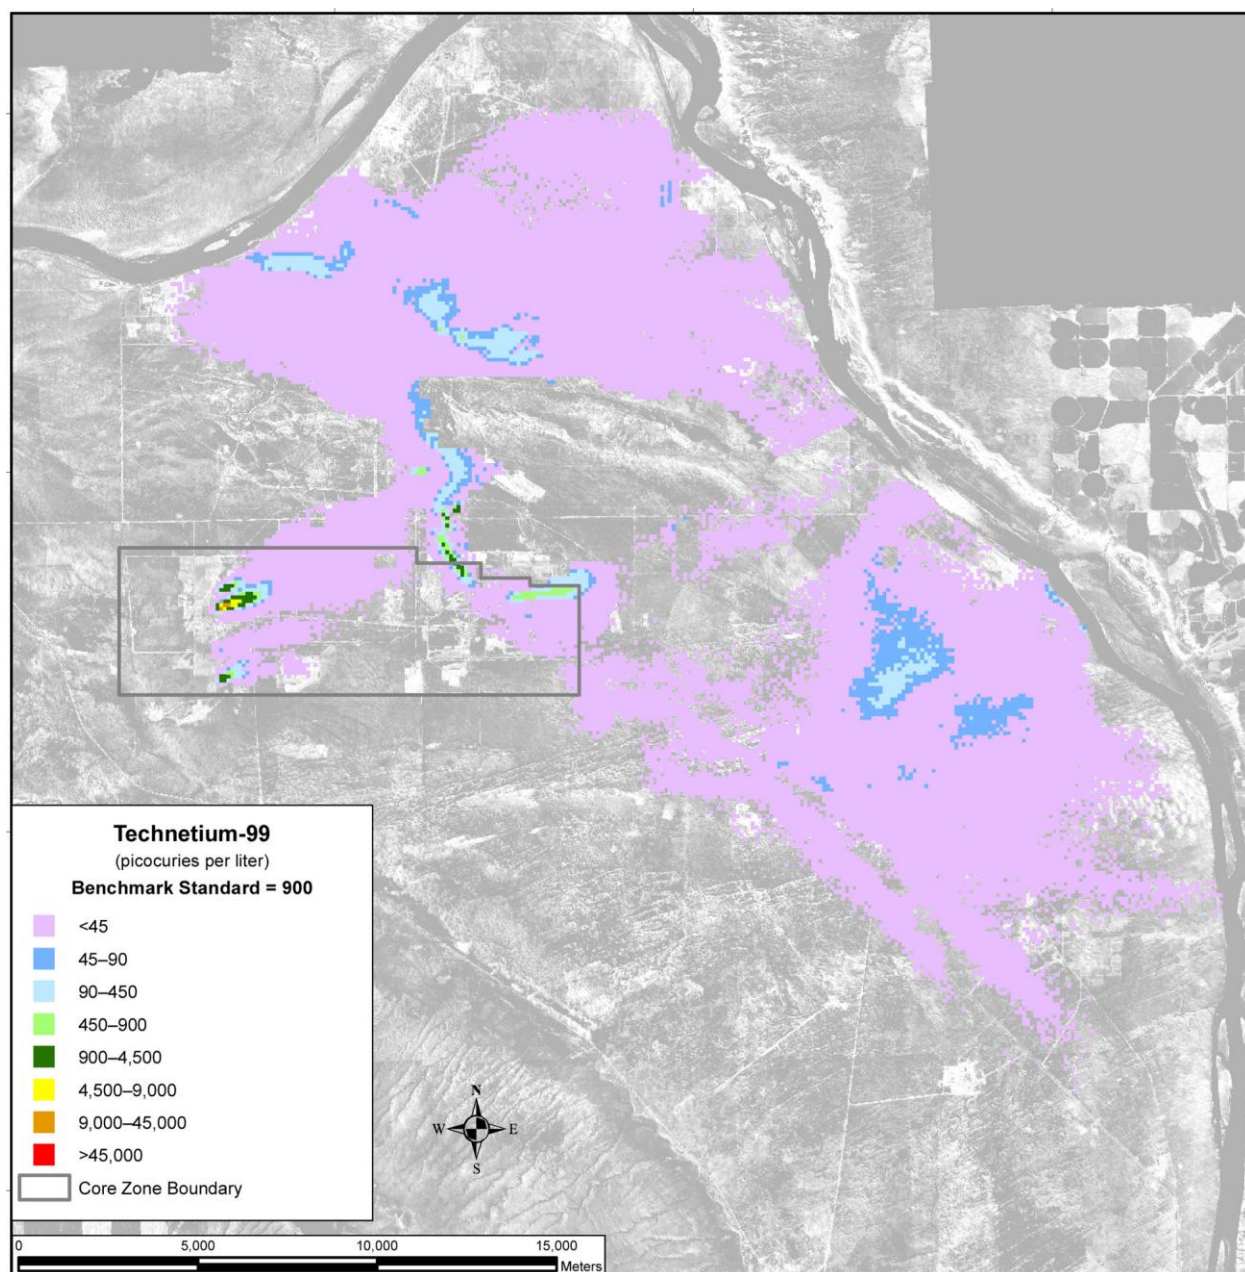 Technetium-99
(picocuries per liter)
Benchmark Standard = 900
<45
45–90
90–450
450–900
900–4,500
4,500–9,000
9,000–45,000
>45,000
Core Zone Boundary
N
W E
S
0 5,000 10,000 15,000
Meters